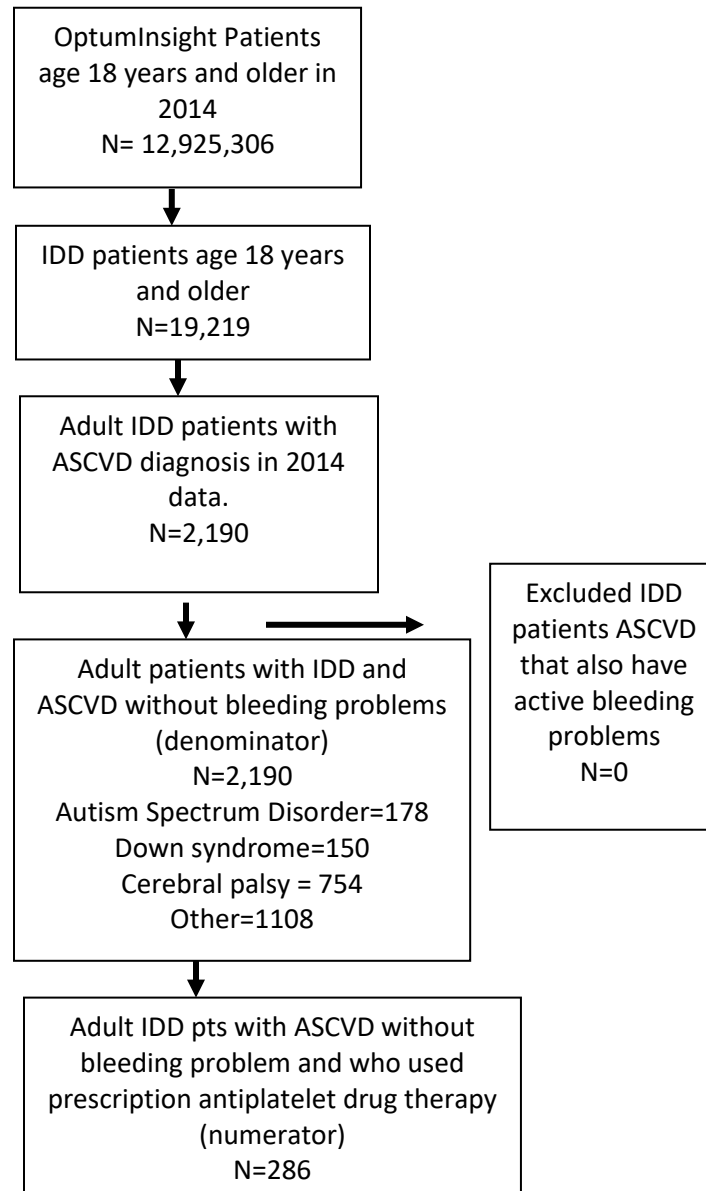 OptumInsight Patients
age 18 years and older in
2014
N= 12,925,306
IDD patients age 18 years
and older
N=19,219
Adult IDD patients with
ASCVD diagnosis in 2014
data.
N=2,190
Excluded IDD
patients ASCVD
that also have
active bleeding
problems
N=0
Adult patients with IDD and
ASCVD without bleeding problems
(denominator)
N=2,190
Autism Spectrum Disorder=178
Down syndrome=150
Cerebral palsy = 754
Other=1108
Adult IDD pts with ASCVD without
bleeding problem and who used
prescription antiplatelet drug therapy
(numerator)
N=286